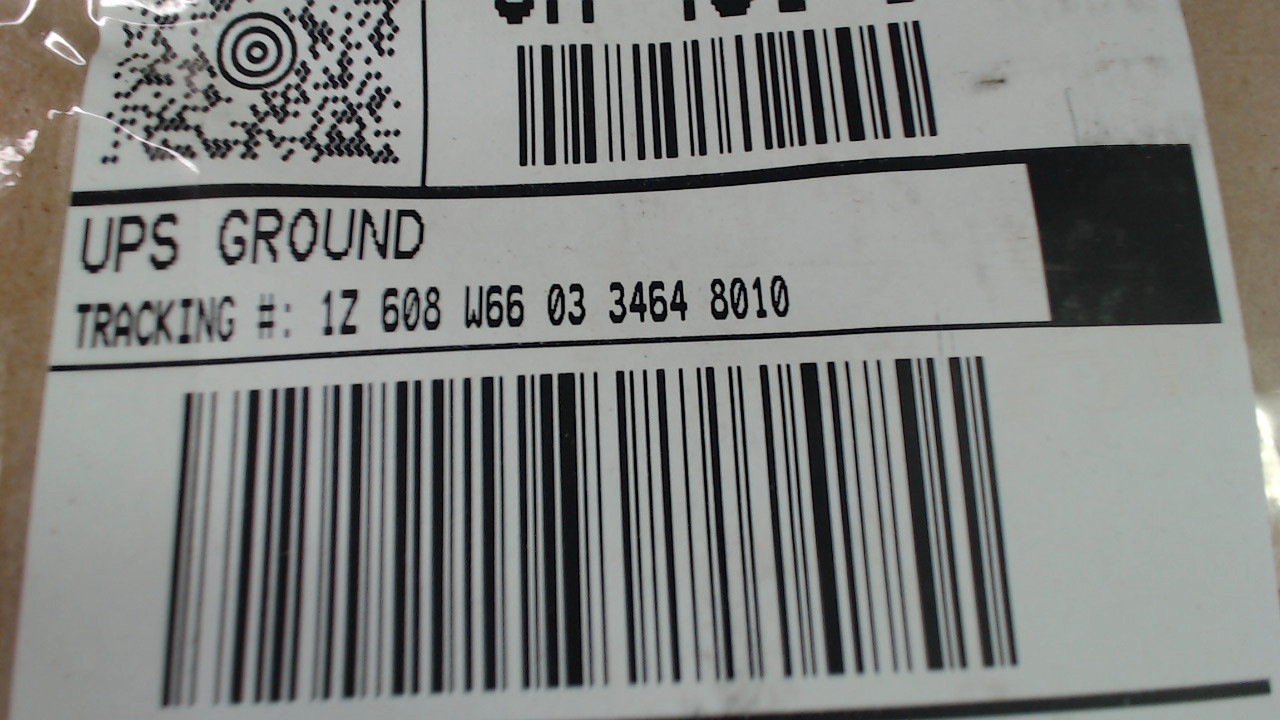 UPS GROUND
TRACKING #: 1Z 608 W66 03 3464 8010